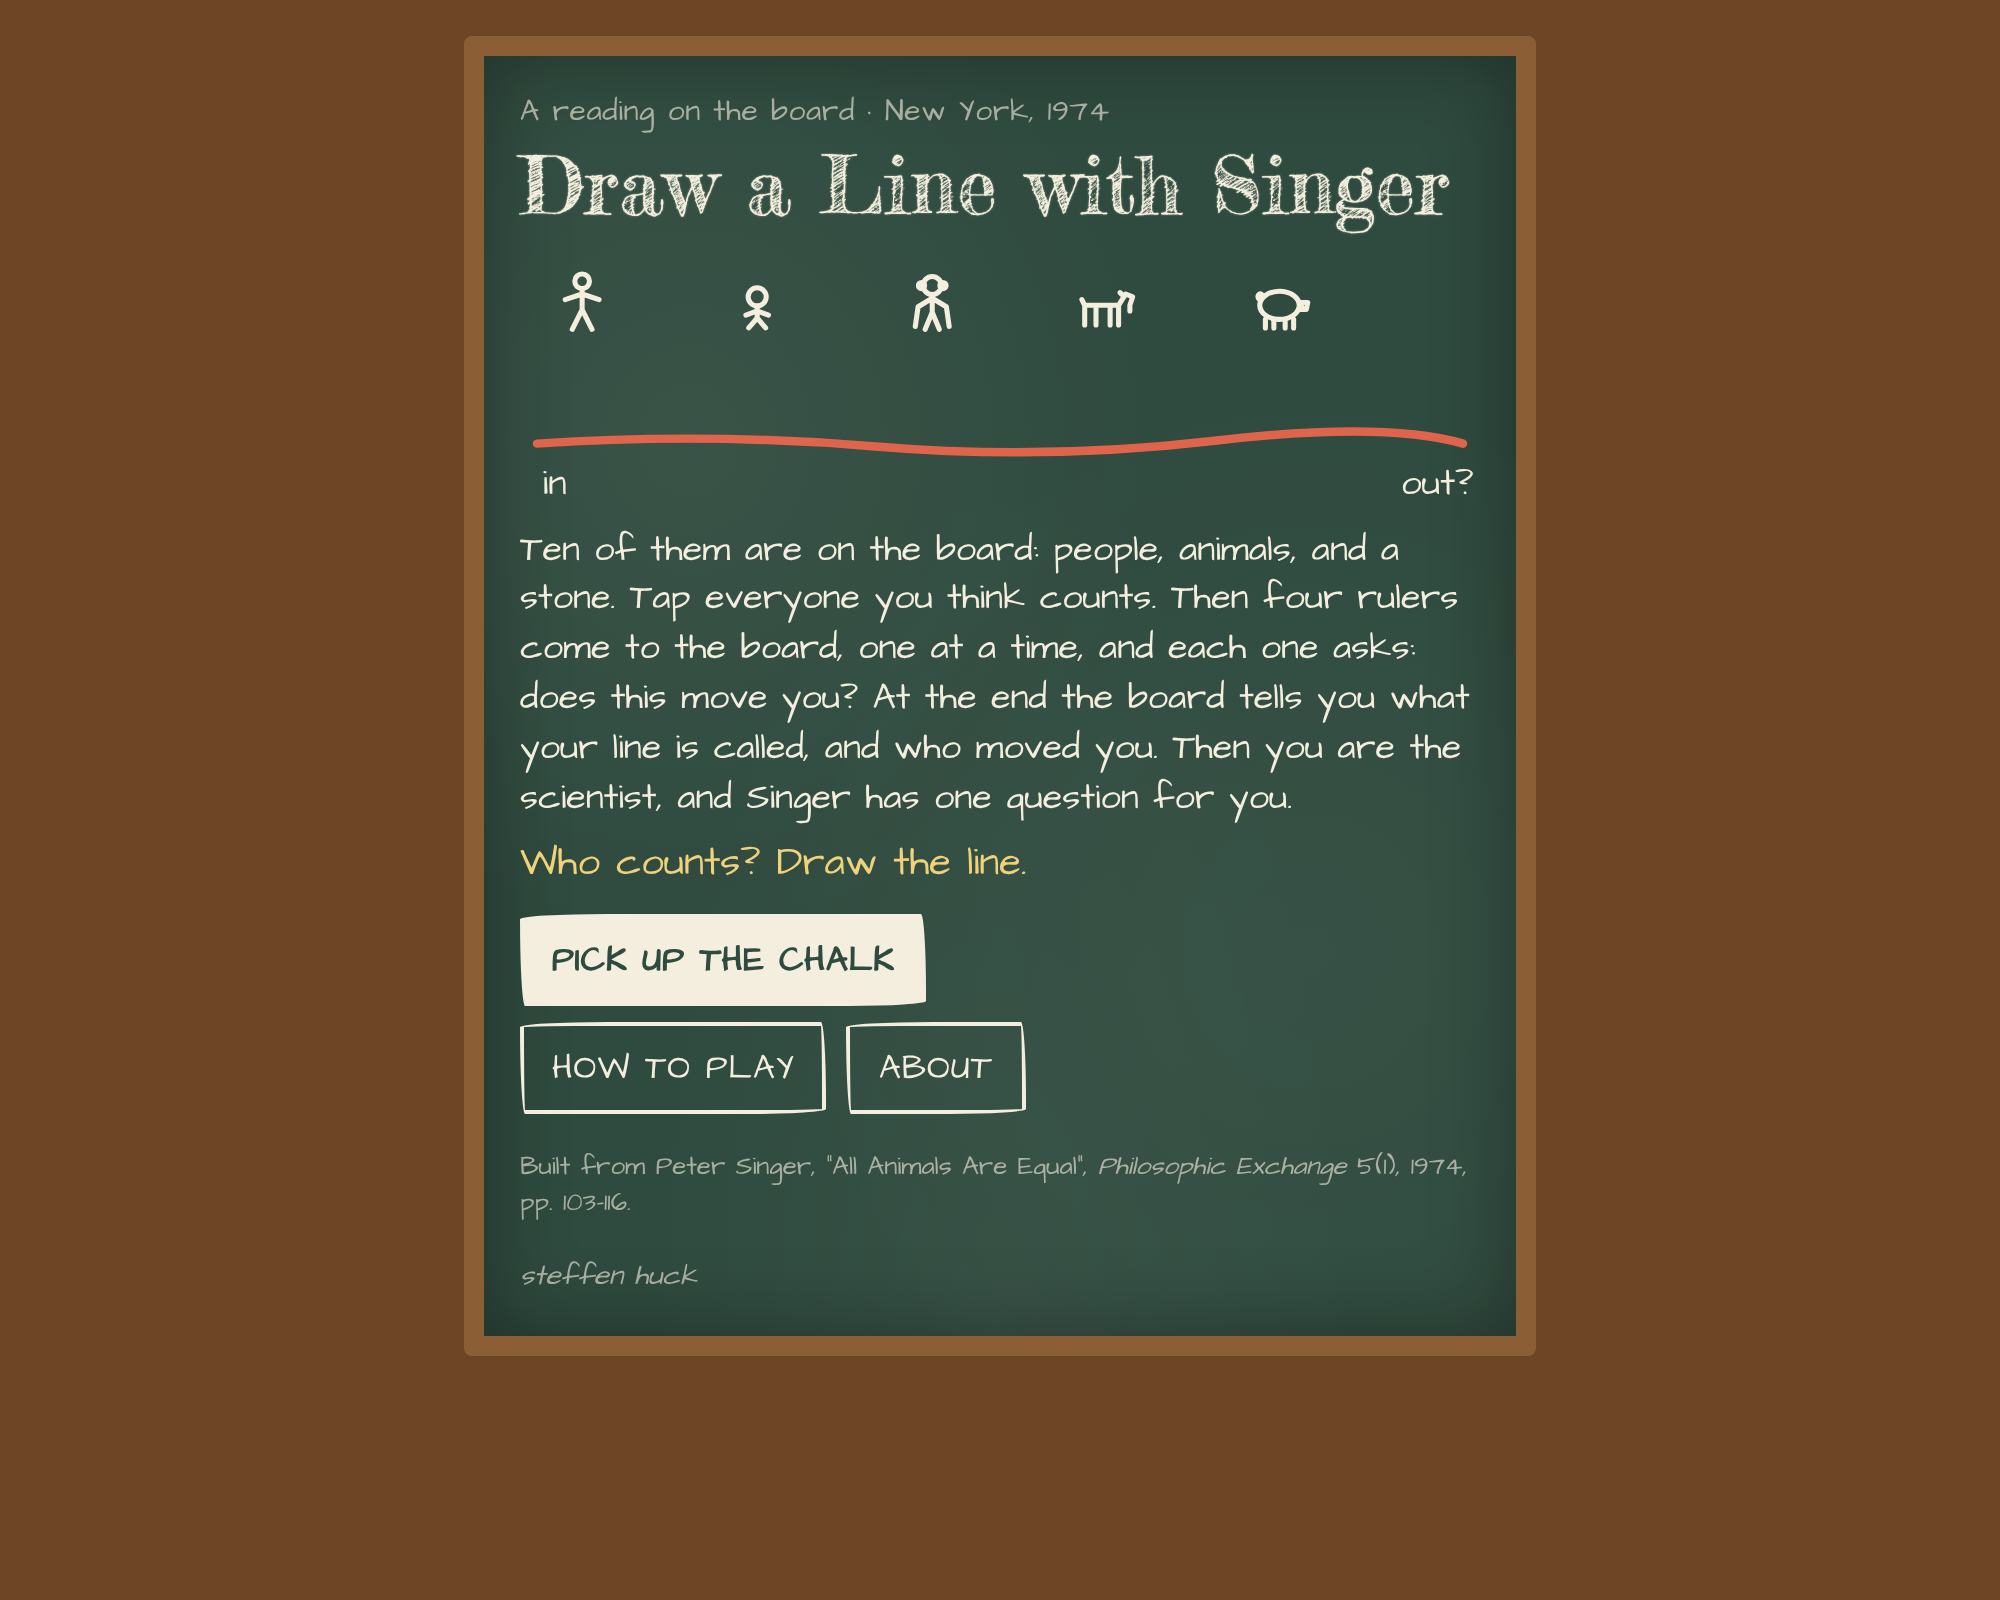 A reading on the board · New York, 1974
Draw a Line with Singer
in
out?
Ten of them are on the board: people, animals, and a
stone. Tap everyone you think counts. Then four rulers
come to the board, one at a time, and each one asks:
does this move you? At the end the board tells you what
your line is called, and who moved you. Then you are the
scientist, and Singer has one question for you.
Who counts? Draw the line.
PICK UP THE CHALK
HOW TO PLAY
ABOUT
Built from Peter Singer, "All Animals Are Equal", Philosophic Exchange 5(1), 1974,
pp. 103-116.
steffen huck